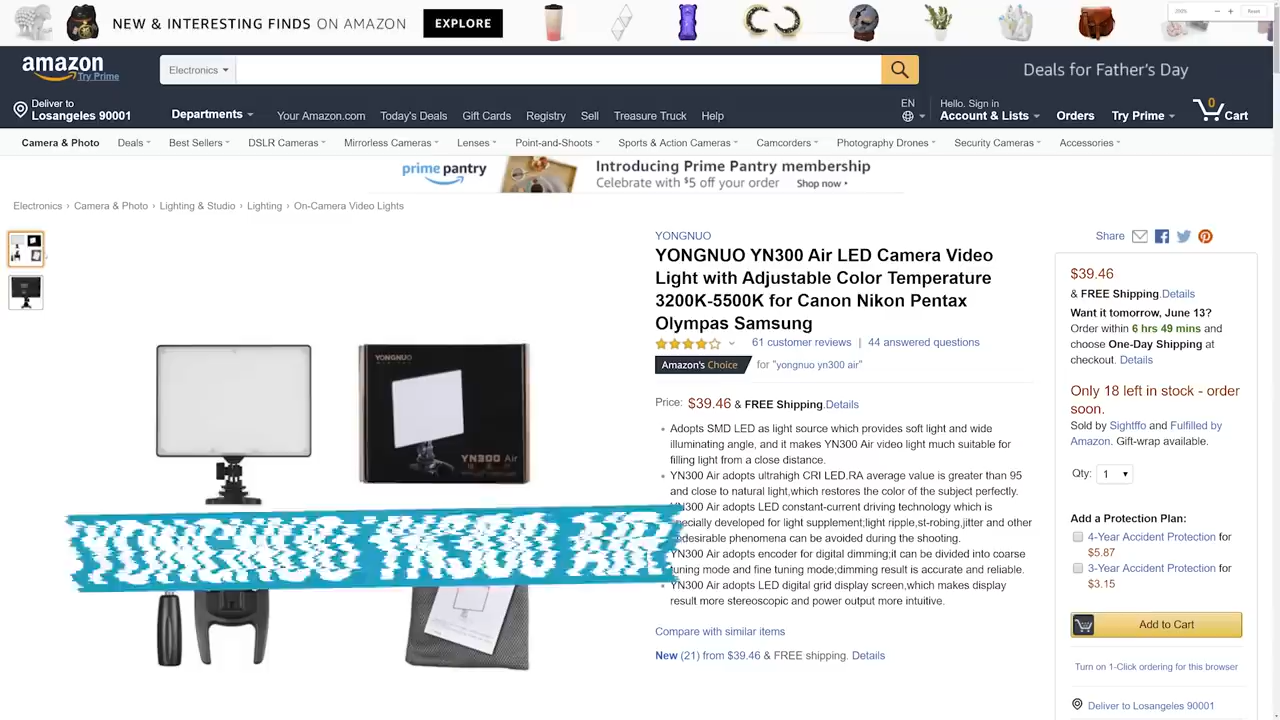 NEW & INTERESTING FINDS ON AMAZON EXPLORE
amazon
Try Prime
Electronics
Deals for Father's Day
Deliver to
Losangeles 90001
Departments
Your Amazon.com Today's Deals Gift Cards Registry Sell Treasure Truck Help
EN
Hello. Sign in
Account & Lists
Orders
Try Prime
0
Cart
Camera & Photo Deals Best Sellers DSLR Cameras Mirrorless Cameras Lenses Point-and-Shoots Sports & Action Cameras Camcorders Photography Drones Security Cameras Accessories
prime pantry
Introducing Prime Pantry membership
Celebrate with $5 off your order Shop now
Electronics › Camera & Photo › Lighting & Studio › Lighting › On-Camera Video Lights
YONGNUO
YN300 Air
YONGNUO'S YN300 AIR
YONGNUO
YONGNUO YN300 Air LED Camera Video
Light with Adjustable Color Temperature
3200K-5500K for Canon Nikon Pentax
Olympas Samsung
61 customer reviews | 44 answered questions
Amazon's Choice for "yongnuo yn300 air"
Price: $39.46 & FREE Shipping. Details
Adopts SMD LED as light source which provides soft light and wide
illuminating angle, and it makes YN300 Air video light much suitable for
filling light from a close distance.
YN300 Air adopts ultrahigh CRI LED.RA average value is greater than 95
and close to natural light,which restores the color of the subject perfectly.
YN300 Air adopts LED constant-current driving technology which is
specially developed for light supplement;light ripple,st-robing,jitter and other
undesirable phenomena can be avoided during the shooting.
YN300 Air adopts encoder for digital dimming;it can be divided into coarse
tuning mode and fine tuning mode;dimming result is accurate and reliable.
YN300 Air adopts LED digital grid display screen,which makes display
result more stereoscopic and power output more intuitive.
Compare with similar items
New (21) from $39.46 & FREE shipping. Details
Share
$39.46
& FREE Shipping.Details
Want it tomorrow, June 13?
Order within 6 hrs 49 mins and
choose One-Day Shipping at
checkout. Details
Only 18 left in stock - order
soon.
Sold by Sightffo and Fulfilled by
Amazon. Gift-wrap available.
Qty: 1
Add a Protection Plan:
4-Year Accident Protection for
$5.87
3-Year Accident Protection for
$3.15
Add to Cart
Turn on 1-Click ordering for this browser
Deliver to Losangeles 90001